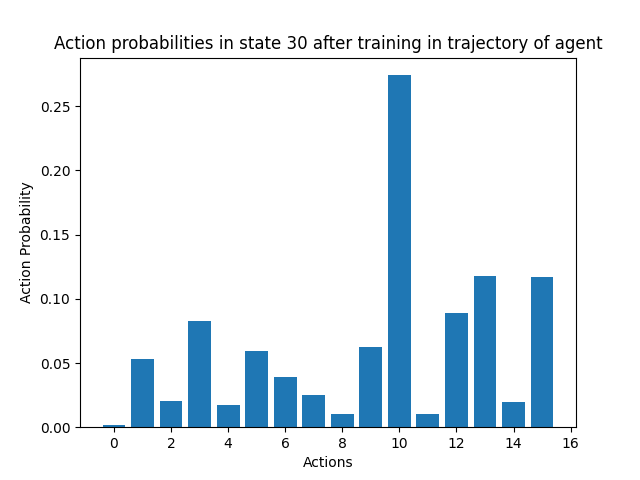 Action probabilities in state 30 after training in trajectory of agent
Action Probability
0.25
0.20
0.15
0.10
0.05
0.00
0 2 4 6 8 10 12 14 16
Actions